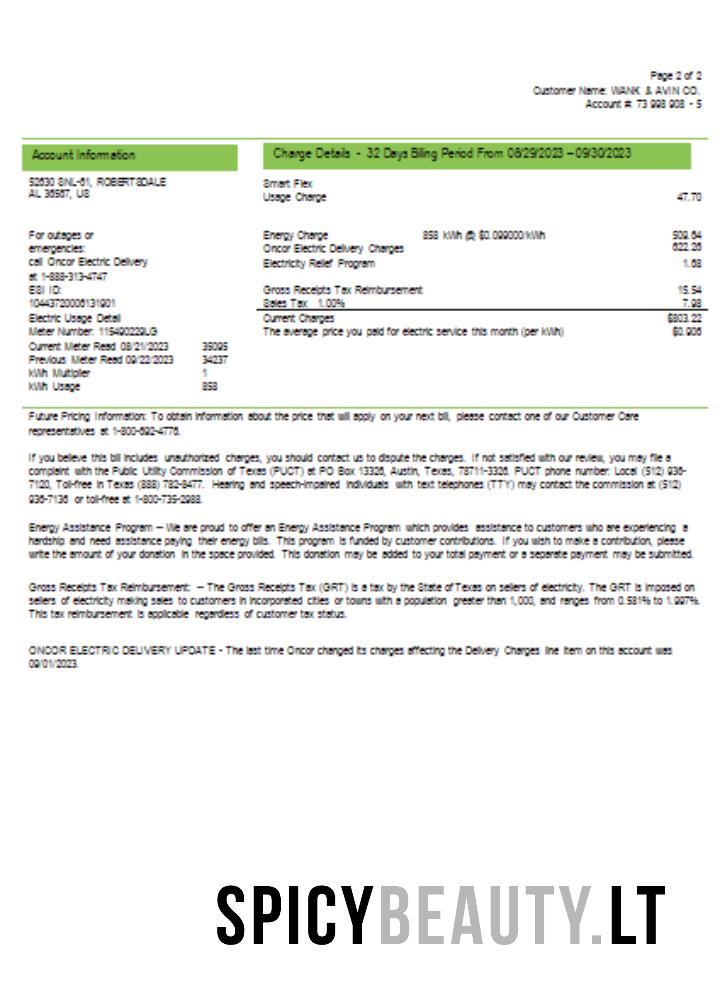 Page 2 of 2
Customer Name: WANK & AVIN CO.
Account #: 73 998 908 - 5
Account Information
Charge Details - 32 Days Billing Period From 08/29/2023 – 09/30/2023
52630 SNL-61, ROBERTSDALE
AL 36567, US
Smart Flex
Usage Charge 47.70
For outages or
emergencies:
call Oncor Electric Delivery
at 1-888-313-4747
ESI ID:
10443720006131901
Electric Usage Detail
Meter Number: 115490229LG
Current Meter Read 08/21/2023 35095
Previous Meter Read 09/22/2023 34237
kWh Multiplier 1
kWh Usage 858
Energy Charge 858 kWh @ $0.099000/kWh 509.64
Oncor Electric Delivery Charges 622.26
Electricity Relief Program 1.68
Gross Receipts Tax Reimbursement 15.54
Sales Tax 1.00% 7.98
Current Charges $803.22
The average price you paid for electric service this month (per kWh) $0.906
Future Pricing Information: To obtain information about the price that will apply on your next bill, please contact one of our Customer Care
representatives at 1-800-692-4776.
If you believe this bill includes unauthorized charges, you should contact us to dispute the charges. If not satisfied with our review, you may file a
complaint with the Public Utility Commission of Texas (PUCT) at PO Box 13326, Austin, Texas, 78711-3326. PUCT phone number: Local (512) 936-
7120, Toll-free in Texas (888) 782-8477. Hearing and speech-impaired individuals with text telephones (TTY) may contact the commission at (512)
936-7136 or toll-free at 1-800-735-2988.
Energy Assistance Program – We are proud to offer an Energy Assistance Program which provides assistance to customers who are experiencing a
hardship and need assistance paying their energy bills. This program is funded by customer contributions. If you wish to make a contribution, please
write the amount of your donation in the space provided. This donation may be added to your total payment or a separate payment may be submitted.
Gross Receipts Tax Reimbursement: – The Gross Receipts Tax (GRT) is a tax by the State of Texas on sellers of electricity. The GRT is imposed on
sellers of electricity making sales to customers in incorporated cities or towns with a population greater than 1,000, and ranges from 0.581% to 1.997%.
This tax reimbursement is applicable regardless of customer tax status.
ONCOR ELECTRIC DELIVERY UPDATE - The last time Oncor changed its charges affecting the Delivery Charges line item on this account was
09/01/2023.
SPICYBEAUTY.LT